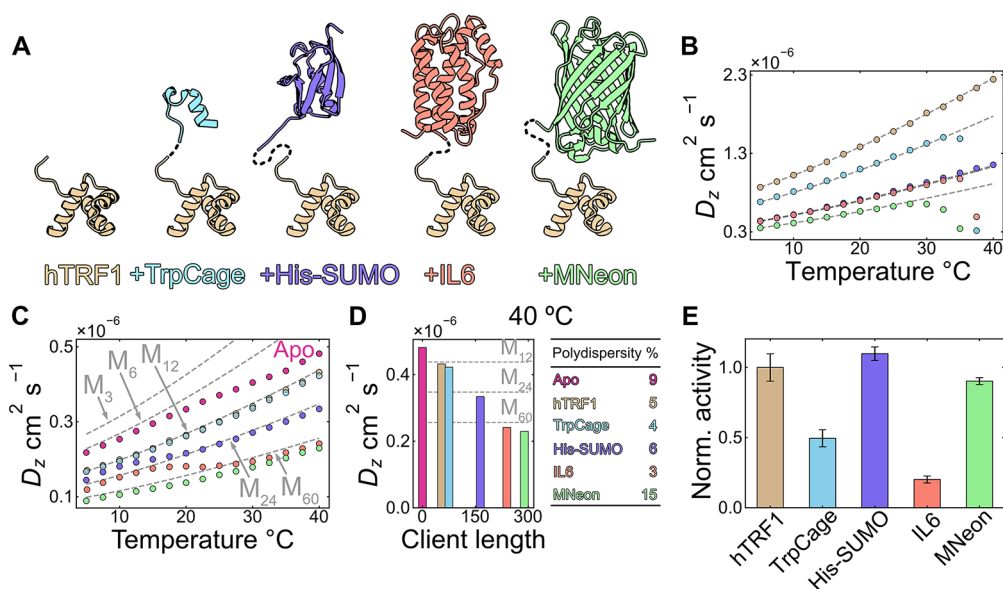 A
hTRF1 +TrpCage +His-SUMO +IL6 +MNeon
B
×10⁻⁶
2.3
1.3
0.3
D_z cm² s⁻¹
10 20 30 40
Temperature °C
C
×10⁻⁶
0.5
0.3
0.1
D_z cm² s⁻¹
M₃
M₆
M₁₂
Apo
M₂₄
M₆₀
10 20 30 40
Temperature °C
D
40 ºC
×10⁻⁶
0.4
0.2
0.0
D_z cm² s⁻¹
M₁₂
M₂₄
M₆₀
0 150 300
Client length
Polydispersity %
Apo 9
hTRF1 5
TrpCage 4
His-SUMO 6
IL6 3
MNeon 15
E
1.0
0.5
0.0
Norm. activity
hTRF1
TrpCage
His-SUMO
IL6
MNeon